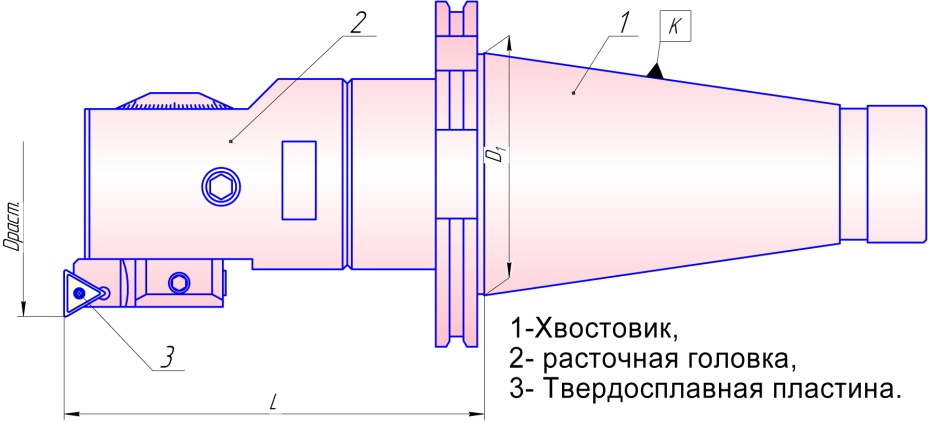 2
1
K
D₁
Dраст.
3
L
1-Хвостовик,
2- расточная головка,
3- Твердосплавная пластина.